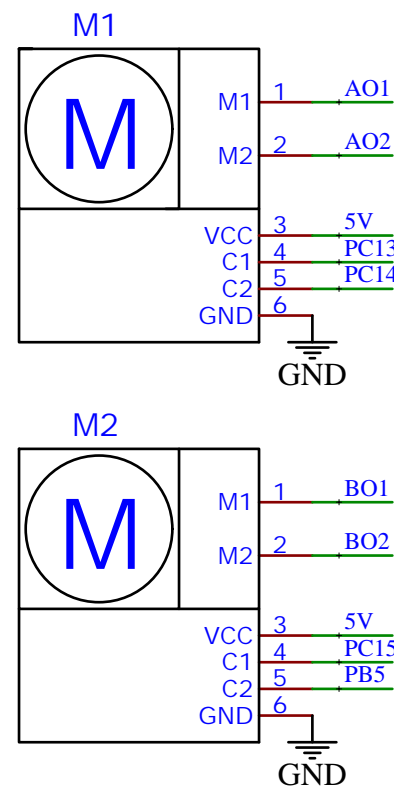 M1
M
M1 1 AO1
M2 2 AO2
VCC 3 5V
C1 4 PC13
C2 5 PC14
GND 6
GND
M2
M
M1 1 BO1
M2 2 BO2
VCC 3 5V
C1 4 PC15
C2 5 PB5
GND 6
GND